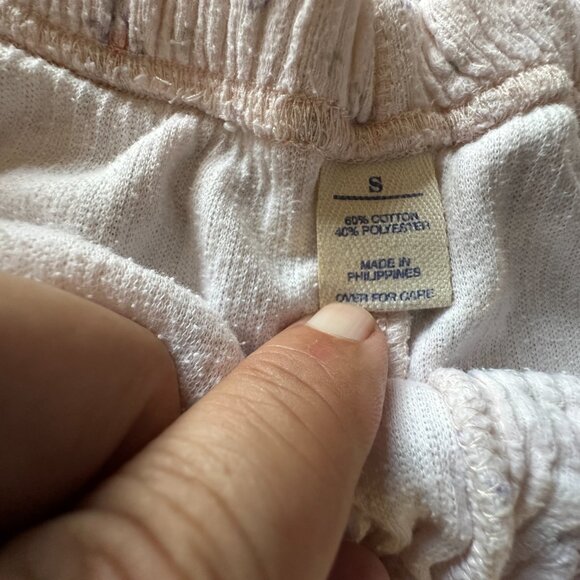 S
60% COTTON
40% POLYESTER
MADE IN
PHILIPPINES
OVER FOR CARE